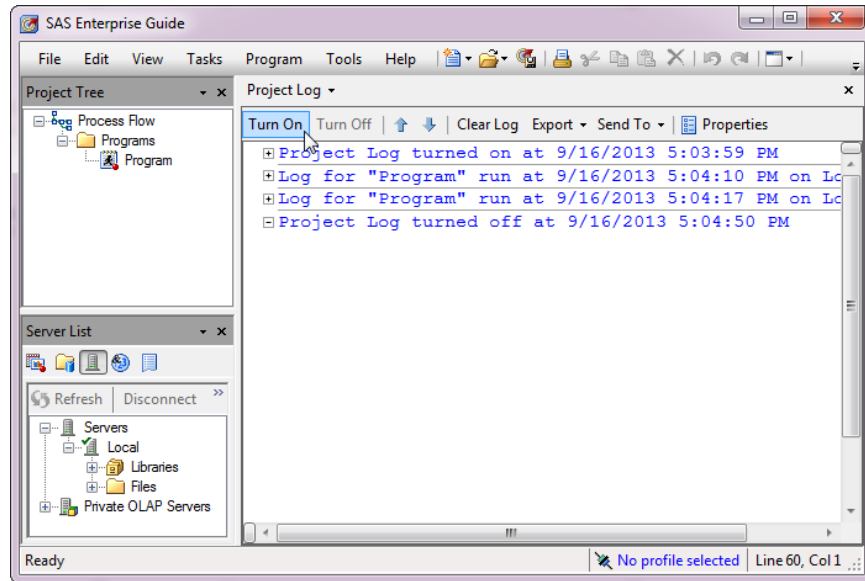 SAS Enterprise Guide
File Edit View Tasks Program Tools Help
Project Tree
Process Flow
Programs
Program
Project Log
Turn On Turn Off Clear Log Export Send To Properties
Project Log turned on at 9/16/2013 5:03:59 PM
Log for "Program" run at 9/16/2013 5:04:10 PM on Lo
Log for "Program" run at 9/16/2013 5:04:17 PM on Lo
Project Log turned off at 9/16/2013 5:04:50 PM
Server List
Refresh Disconnect »
Servers
Local
Libraries
Files
Private OLAP Servers
Ready No profile selected Line 60, Col 1